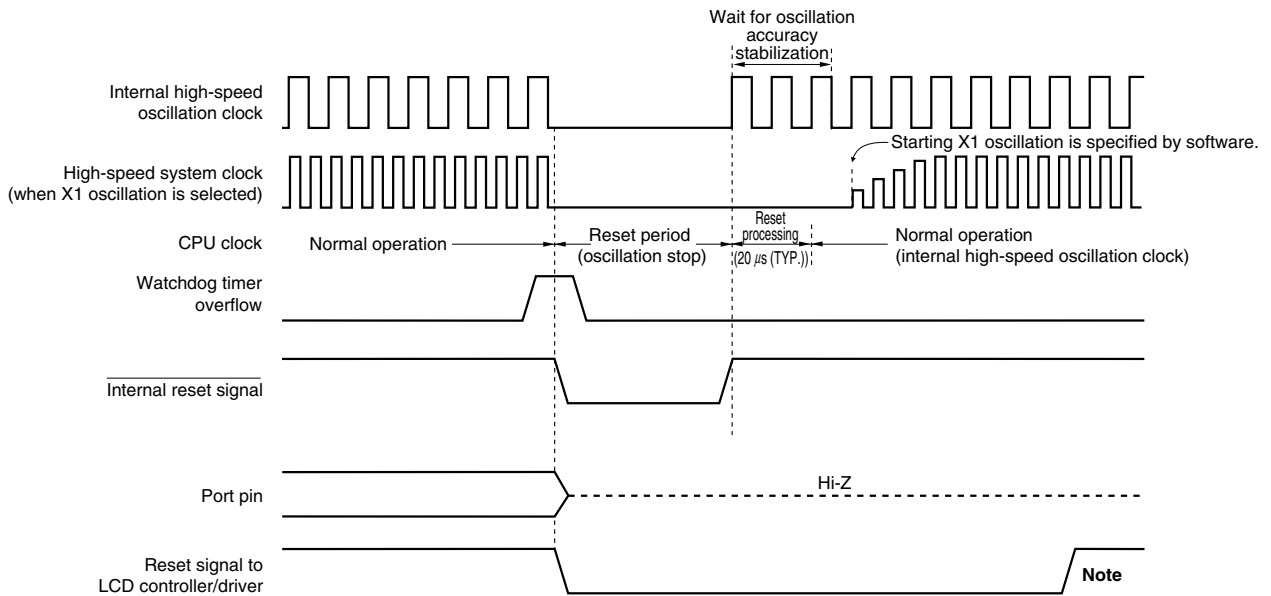 Wait for oscillation
accuracy
stabilization
Internal high-speed
oscillation clock
Starting X1 oscillation is specified by software.
High-speed system clock
(when X1 oscillation is selected)
CPU clock
Normal operation
Reset period
(oscillation stop)
Reset
processing
(20 μs (TYP.))
Normal operation
(internal high-speed oscillation clock)
Watchdog timer
overflow
Internal reset signal
Port pin
Hi-Z
Reset signal to
LCD controller/driver
Note